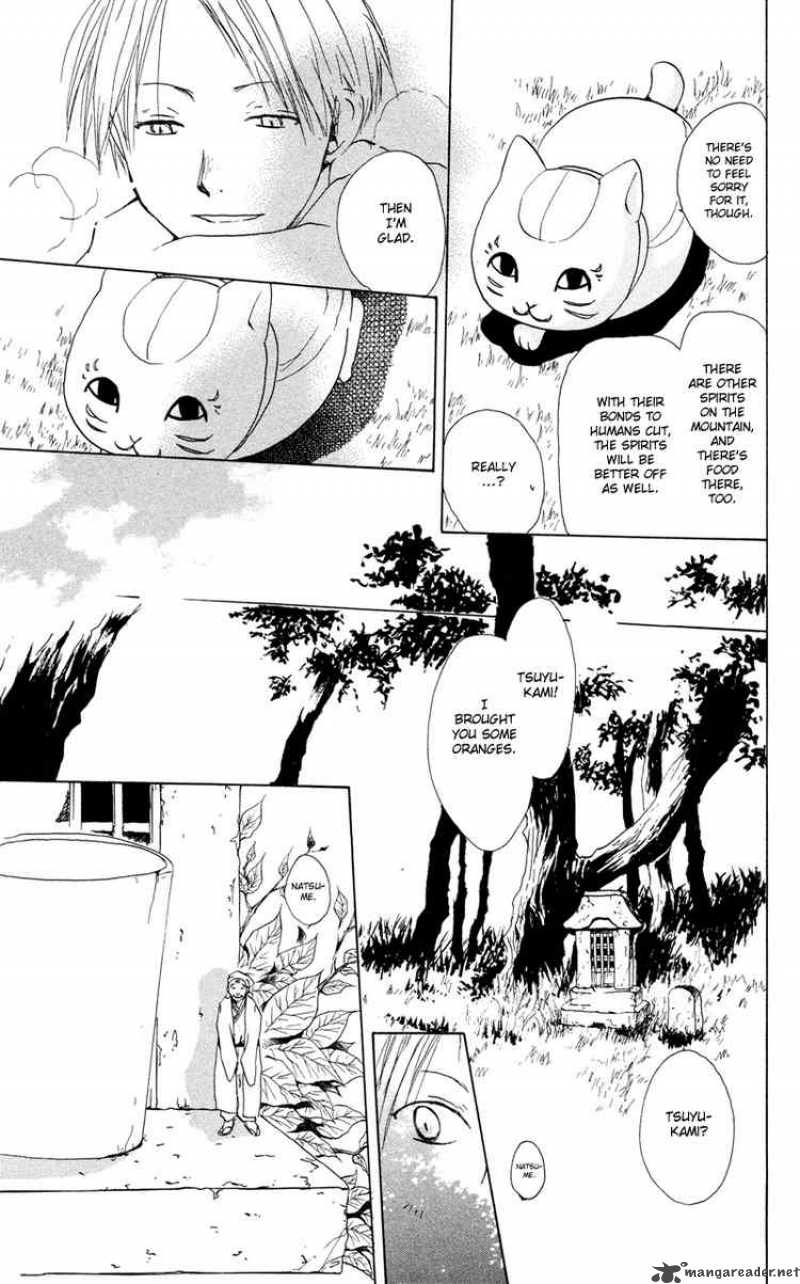 THERE'S
NO NEED
TO FEEL
SORRY
FOR IT,
THOUGH.
THERE
ARE OTHER
SPIRITS
ON THE
MOUNTAIN,
AND
THERE'S
FOOD
THERE,
TOO.
WITH THEIR
BONDS TO
HUMANS CUT,
THE SPIRITS
WILL BE
BETTER OFF
AS WELL.
REALLY
...?
THEN
I'M
GLAD.
TSUYU-
KAMI!
I
BROUGHT
YOU SOME
ORANGES.
TSUYU-
KAMI?
NATSU-
ME.
NATSU-
ME.
mangareader.net